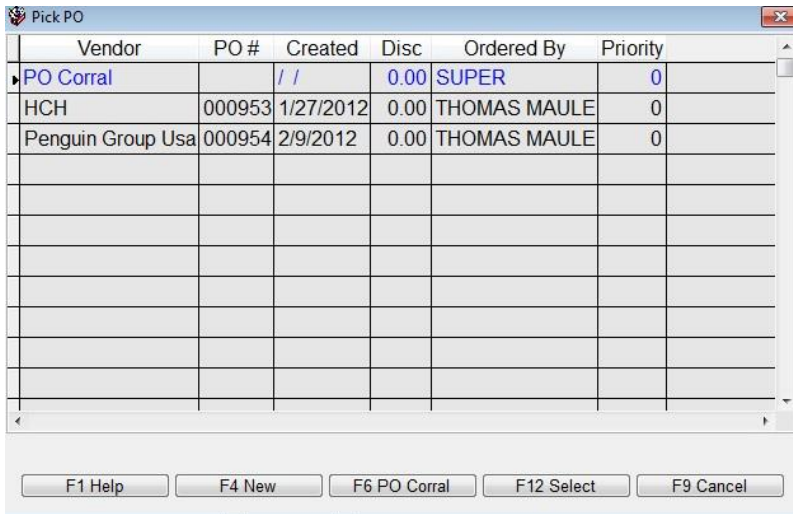 Pick PO
Vendor PO # Created Disc Ordered By Priority
PO Corral / / 0.00 SUPER 0
HCH 000953 1/27/2012 0.00 THOMAS MAULE 0
Penguin Group Usa 000954 2/9/2012 0.00 THOMAS MAULE 0
F1 Help F4 New F6 PO Corral F12 Select F9 Cancel